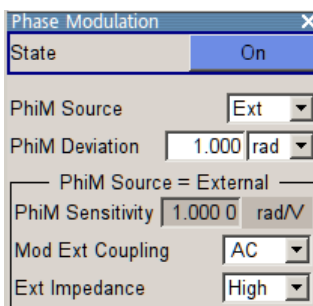 Phase Modulation X
State On
PhiM Source Ext
PhiM Deviation 1.000 rad
PhiM Source = External
PhiM Sensitivity 1.000 0 rad/V
Mod Ext Coupling AC
Ext Impedance High